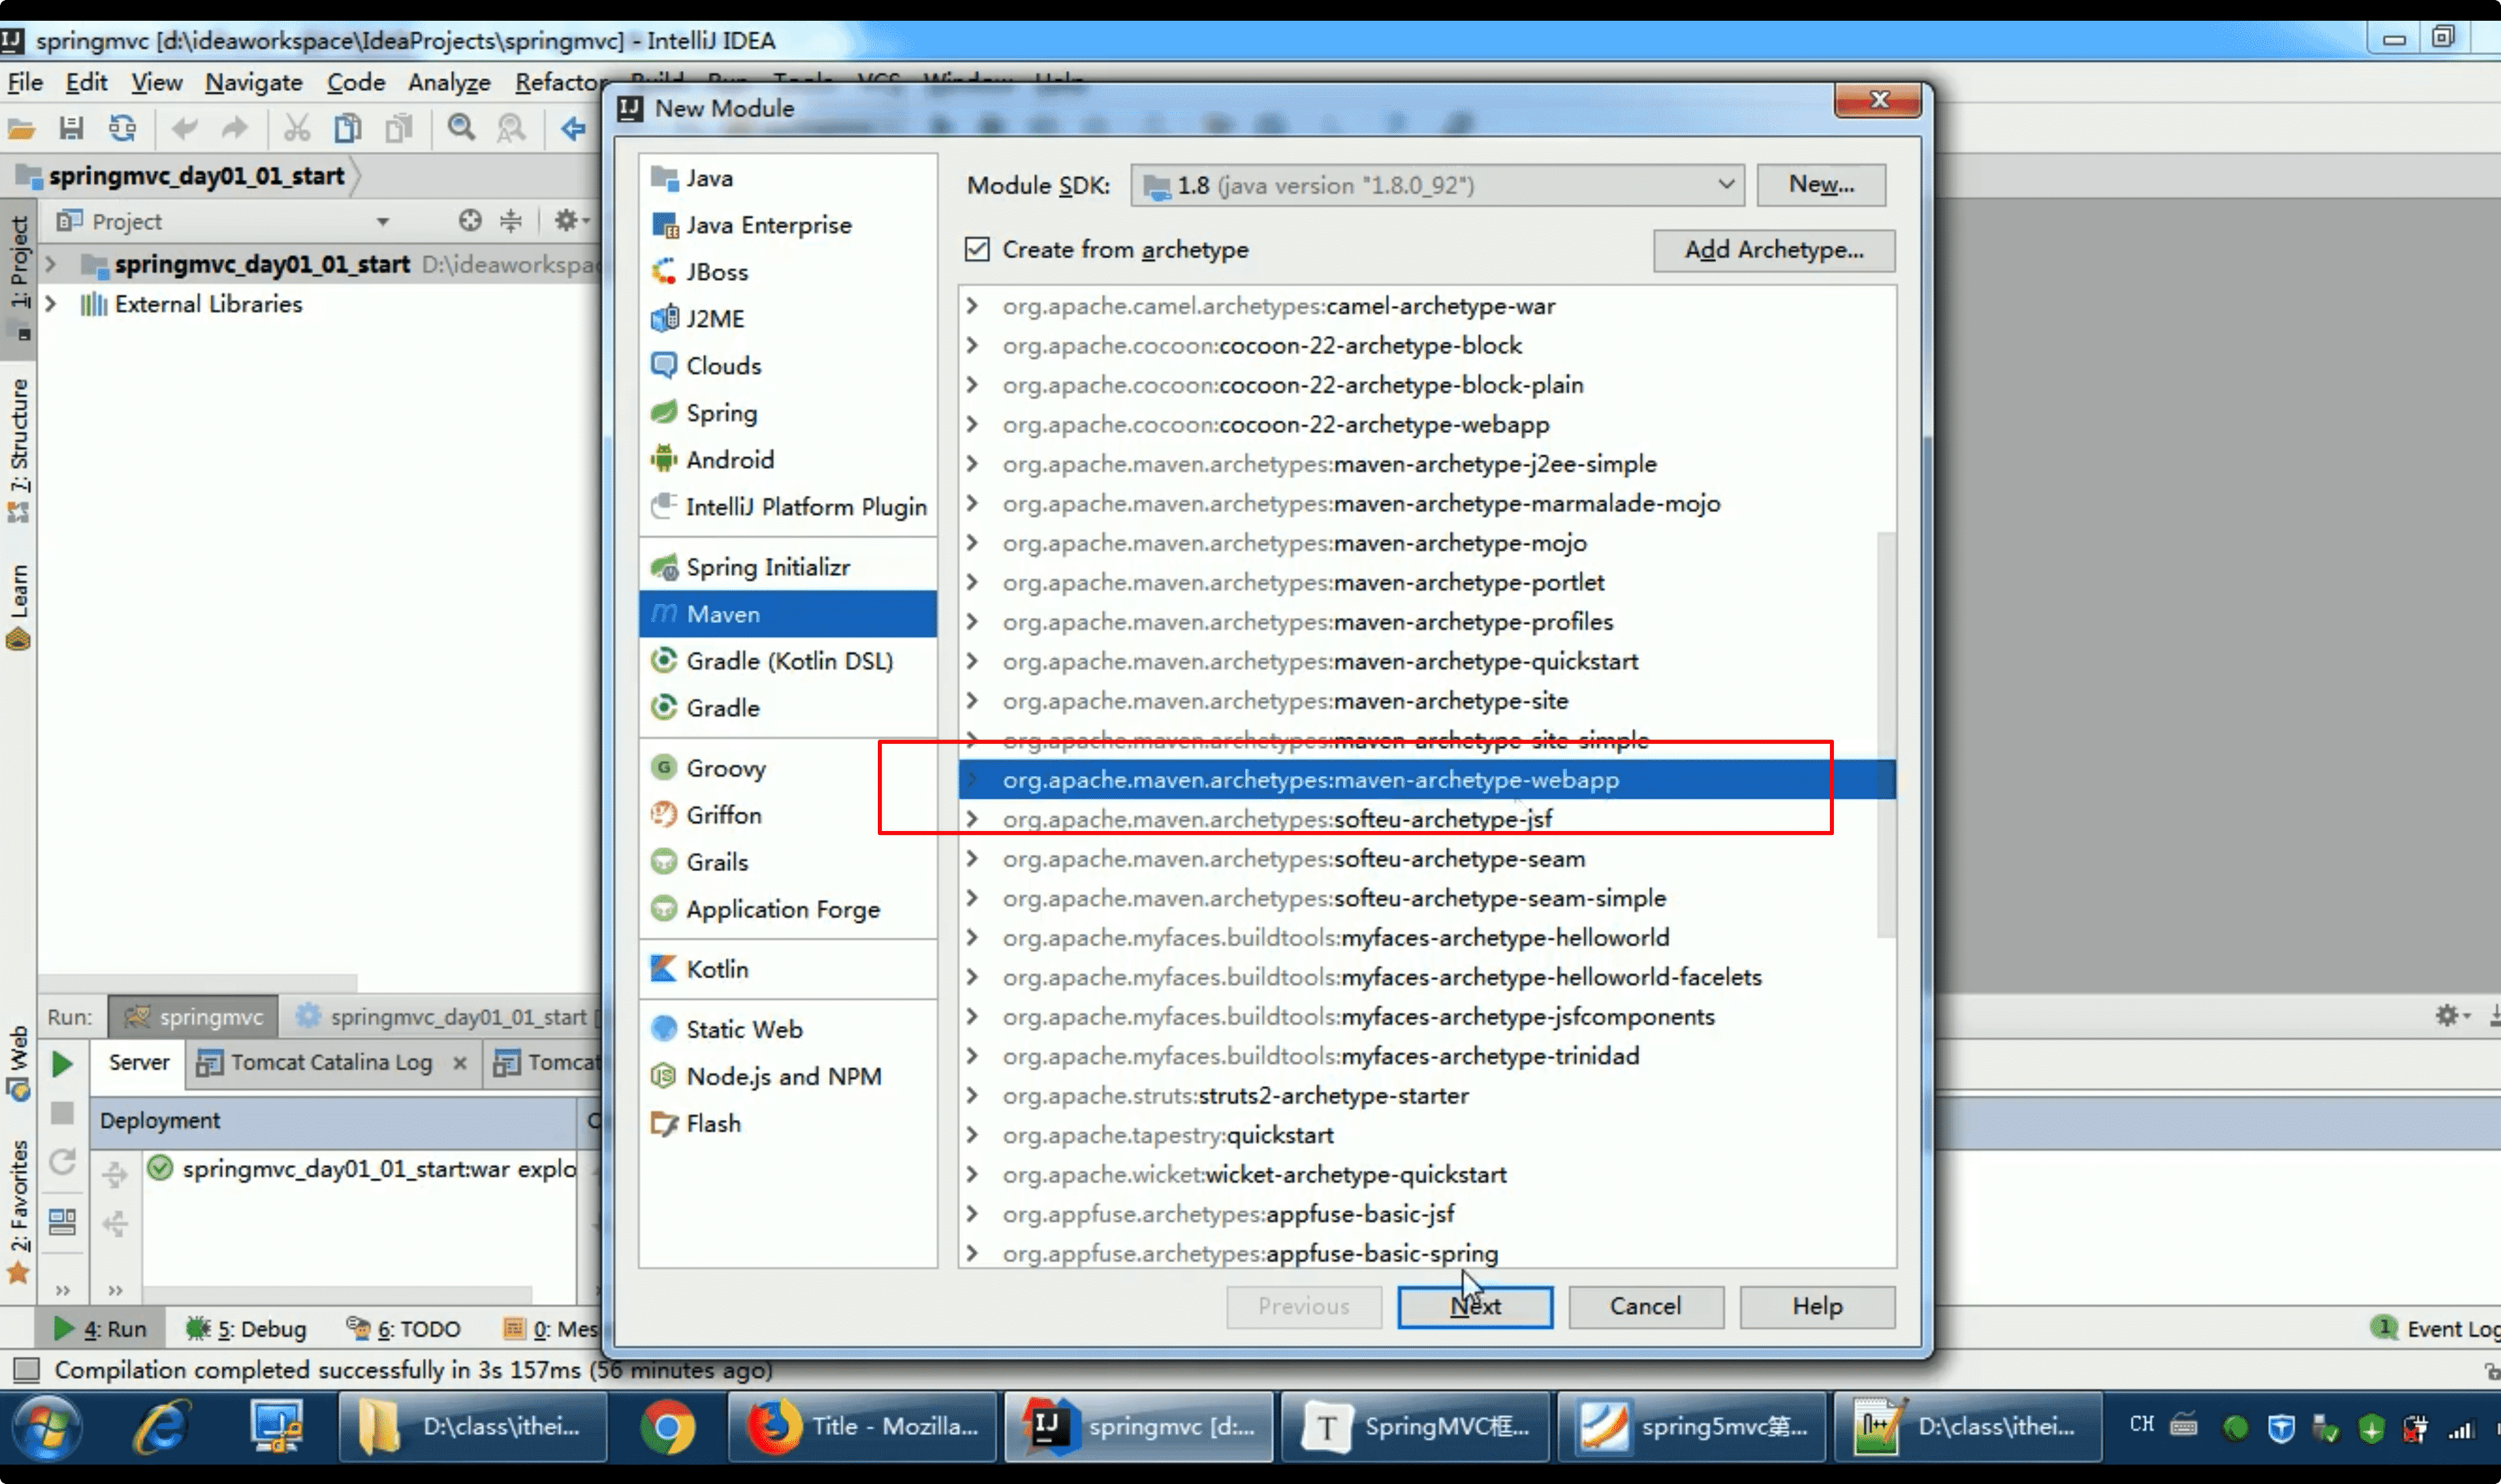 springmvc [d:\ideaworkspace\IdeaProjects\springmvc] - IntelliJ IDEA
File Edit View Navigate Code Analyze Refactor Build Run Tools VCS Window Help
springmvc_day01_01_start
Project
springmvc_day01_01_start D:\ideaworkspac
External Libraries
1: Project
7: Structure
Learn
Web
2: Favorites
New Module
Java
Java Enterprise
JBoss
J2ME
Clouds
Spring
Android
IntelliJ Platform Plugin
Spring Initializr
Maven
Gradle (Kotlin DSL)
Gradle
Groovy
Griffon
Grails
Application Forge
Kotlin
Static Web
Node.js and NPM
Flash
Module SDK: 1.8 (java version "1.8.0_92") New...
Create from archetype Add Archetype...
org.apache.camel.archetypes:camel-archetype-war
org.apache.cocoon:cocoon-22-archetype-block
org.apache.cocoon:cocoon-22-archetype-block-plain
org.apache.cocoon:cocoon-22-archetype-webapp
org.apache.maven.archetypes:maven-archetype-j2ee-simple
org.apache.maven.archetypes:maven-archetype-marmalade-mojo
org.apache.maven.archetypes:maven-archetype-mojo
org.apache.maven.archetypes:maven-archetype-portlet
org.apache.maven.archetypes:maven-archetype-profiles
org.apache.maven.archetypes:maven-archetype-quickstart
org.apache.maven.archetypes:maven-archetype-site
org.apache.maven.archetypes:maven-archetype-site-simple
org.apache.maven.archetypes:maven-archetype-webapp
org.apache.maven.archetypes:softeu-archetype-jsf
org.apache.maven.archetypes:softeu-archetype-seam
org.apache.maven.archetypes:softeu-archetype-seam-simple
org.apache.myfaces.buildtools:myfaces-archetype-helloworld
org.apache.myfaces.buildtools:myfaces-archetype-helloworld-facelets
org.apache.myfaces.buildtools:myfaces-archetype-jsfcomponents
org.apache.myfaces.buildtools:myfaces-archetype-trinidad
org.apache.struts:struts2-archetype-starter
org.apache.tapestry:quickstart
org.apache.wicket:wicket-archetype-quickstart
org.appfuse.archetypes:appfuse-basic-jsf
org.appfuse.archetypes:appfuse-basic-spring
Previous Next Cancel Help
Run: springmvc springmvc_day01_01_start [
Server Tomcat Catalina Log Tomcat
Deployment
springmvc_day01_01_start:war explo
4: Run 5: Debug 6: TODO 0: Mes
1 Event Log
Compilation completed successfully in 3s 157ms (56 minutes ago)
D:\class\ithei... Title - Mozilla... springmvc [d:... SpringMVC框... spring5mvc第... D:\class\ithei... CH